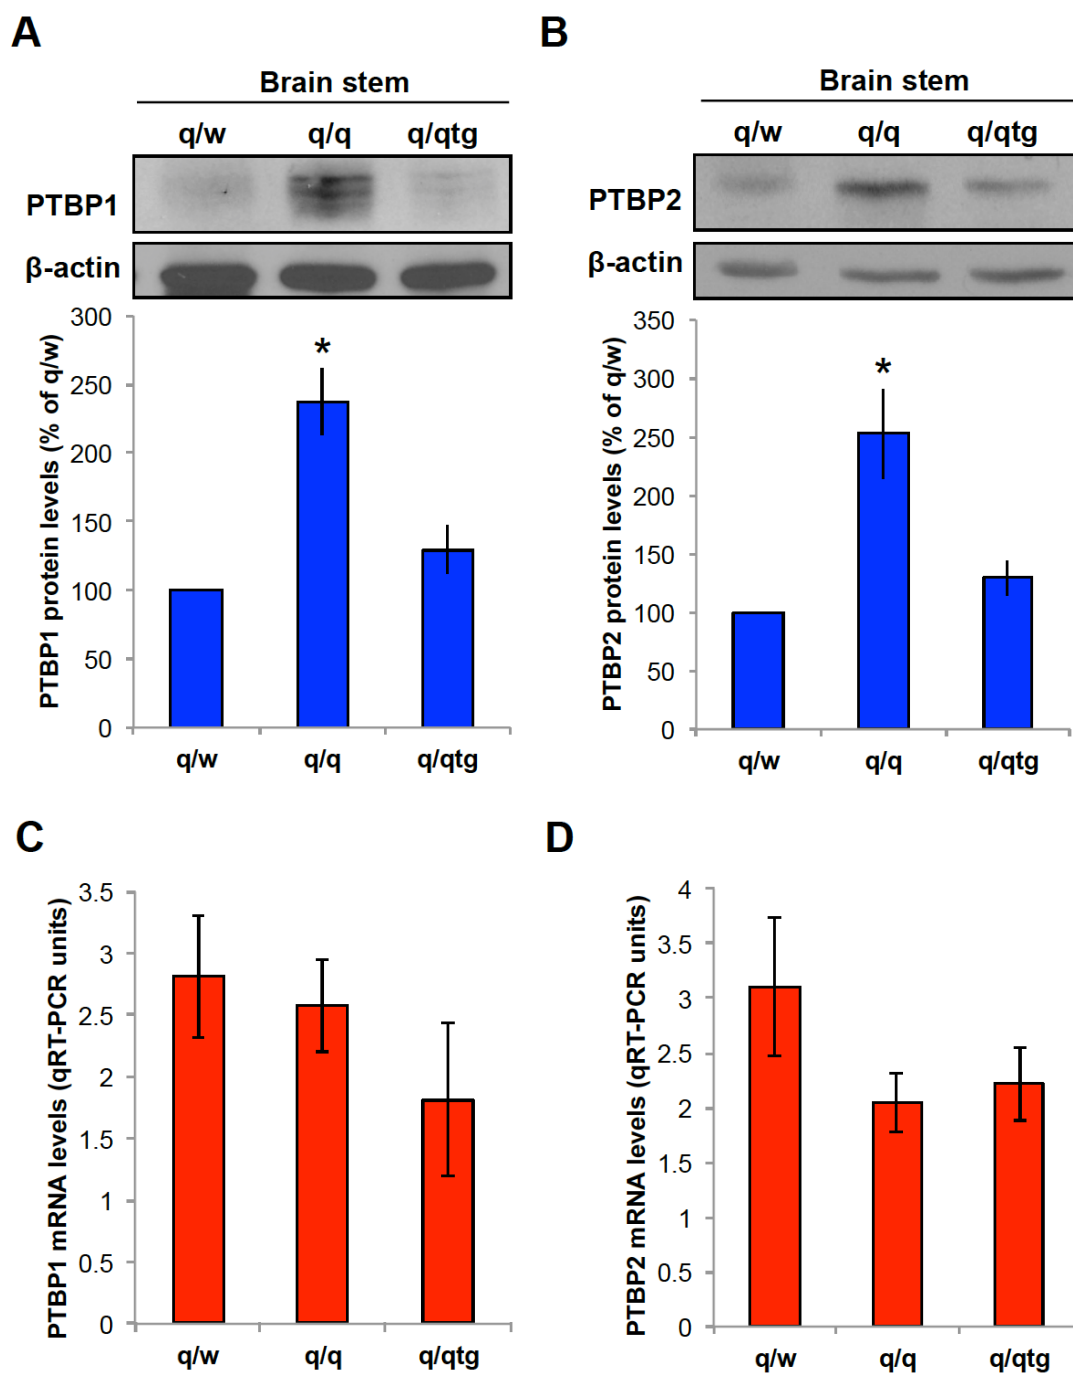 A
Brain stem
q/w q/q q/qtg
PTBP1
β-actin
PTBP1 protein levels (% of q/w)
300
250
200
150
100
50
0
q/w q/q q/qtg
*
B
Brain stem
q/w q/q q/qtg
PTBP2
β-actin
PTBP2 protein levels (% of q/w)
350
300
250
200
150
100
50
0
q/w q/q q/qtg
*
C
PTBP1 mRNA levels (qRT-PCR units)
3.5
3
2.5
2
1.5
1
0.5
0
q/w q/q q/qtg
D
PTBP2 mRNA levels (qRT-PCR units)
4
3.5
3
2.5
2
1.5
1
0.5
0
q/w q/q q/qtg